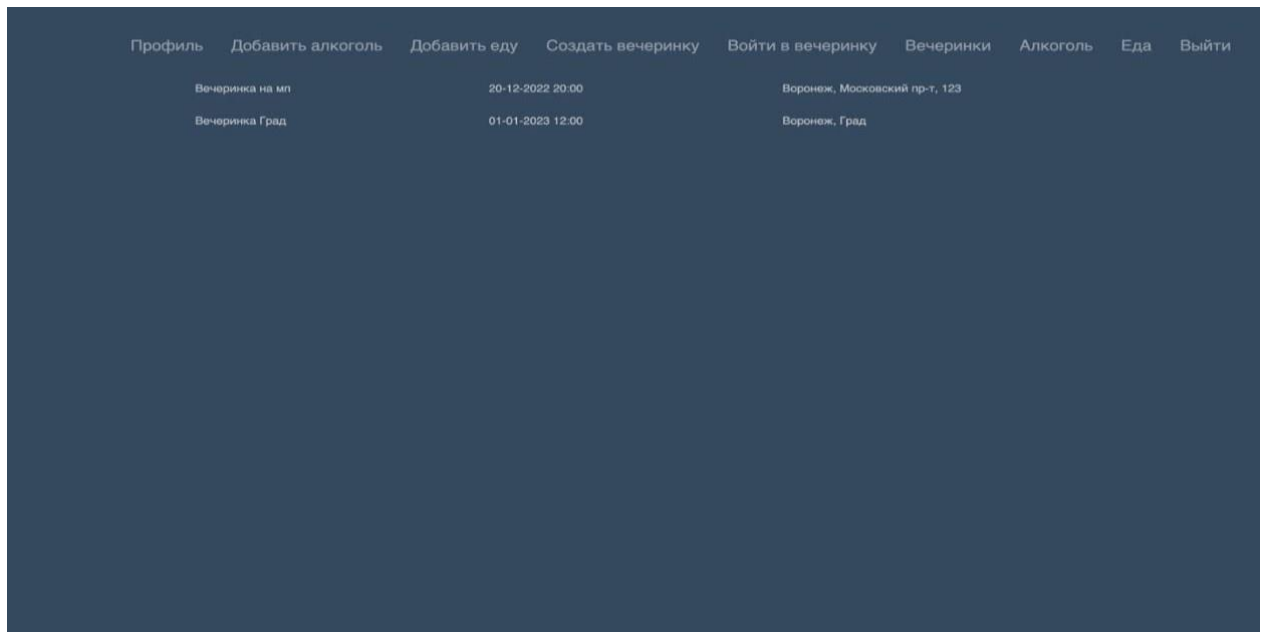 Профиль Добавить алкоголь Добавить еду Создать вечеринку Войти в вечеринку Вечеринки Алкоголь Еда Выйти
Вечеринка на мп 20-12-2022 20:00 Воронеж, Московский пр-т, 123
Вечеринка Град 01-01-2023 12:00 Воронеж, Град